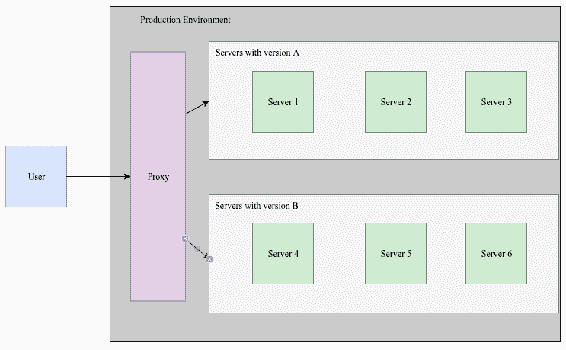 Production Environment
Servers with version A
Server 1
Server 2
Server 3
User
Proxy
Servers with version B
Server 4
Server 5
Server 6